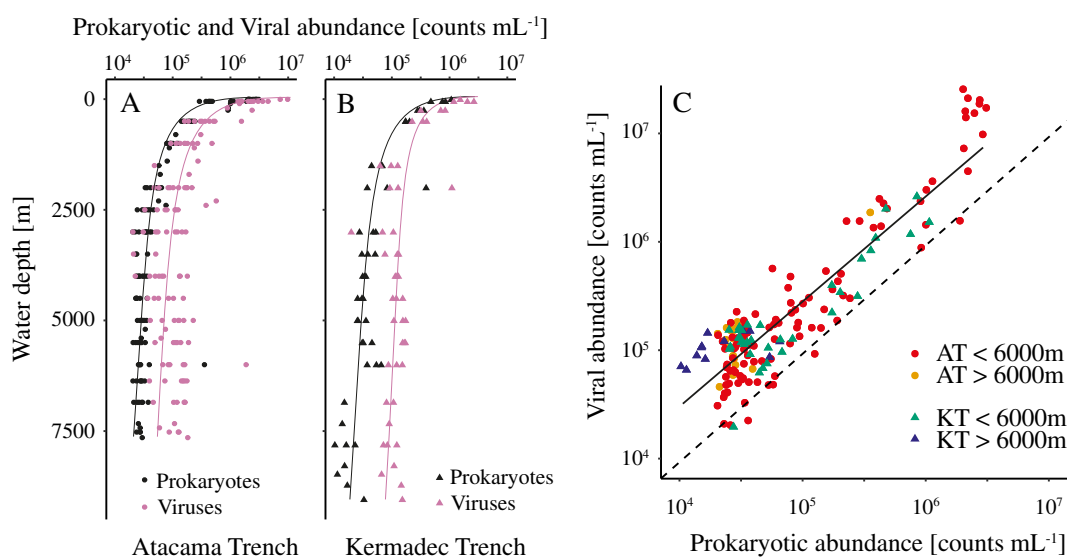 Prokaryotic and Viral abundance [counts mL⁻¹]
10⁴ 10⁵ 10⁶ 10⁷ 10⁴ 10⁵ 10⁶ 10⁷
A
B
C
Water depth [m]
0
2500
5000
7500
Prokaryotes
Viruses
Prokaryotes
Viruses
Atacama Trench
Kermadec Trench
Viral abundance [counts mL⁻¹]
10⁷
10⁶
10⁵
10⁴
AT < 6000m
AT > 6000m
KT < 6000m
KT > 6000m
10⁴ 10⁵ 10⁶ 10⁷
Prokaryotic abundance [counts mL⁻¹]